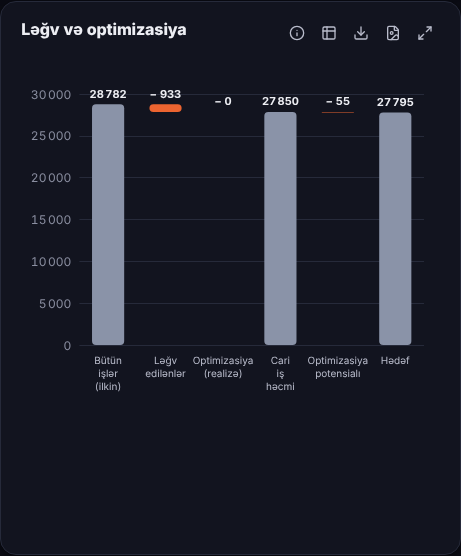 Ləğv və optimizasiya
30 000
25 000
20 000
15 000
10 000
5 000
0
28 782
− 933
− 0
27 850
− 55
27 795
Bütün
işlər
(ilkin)
Ləğv
edilənlər
Optimizasiya
(realizə)
Cari
iş
həcmi
Optimizasiya
potensialı
Hədəf